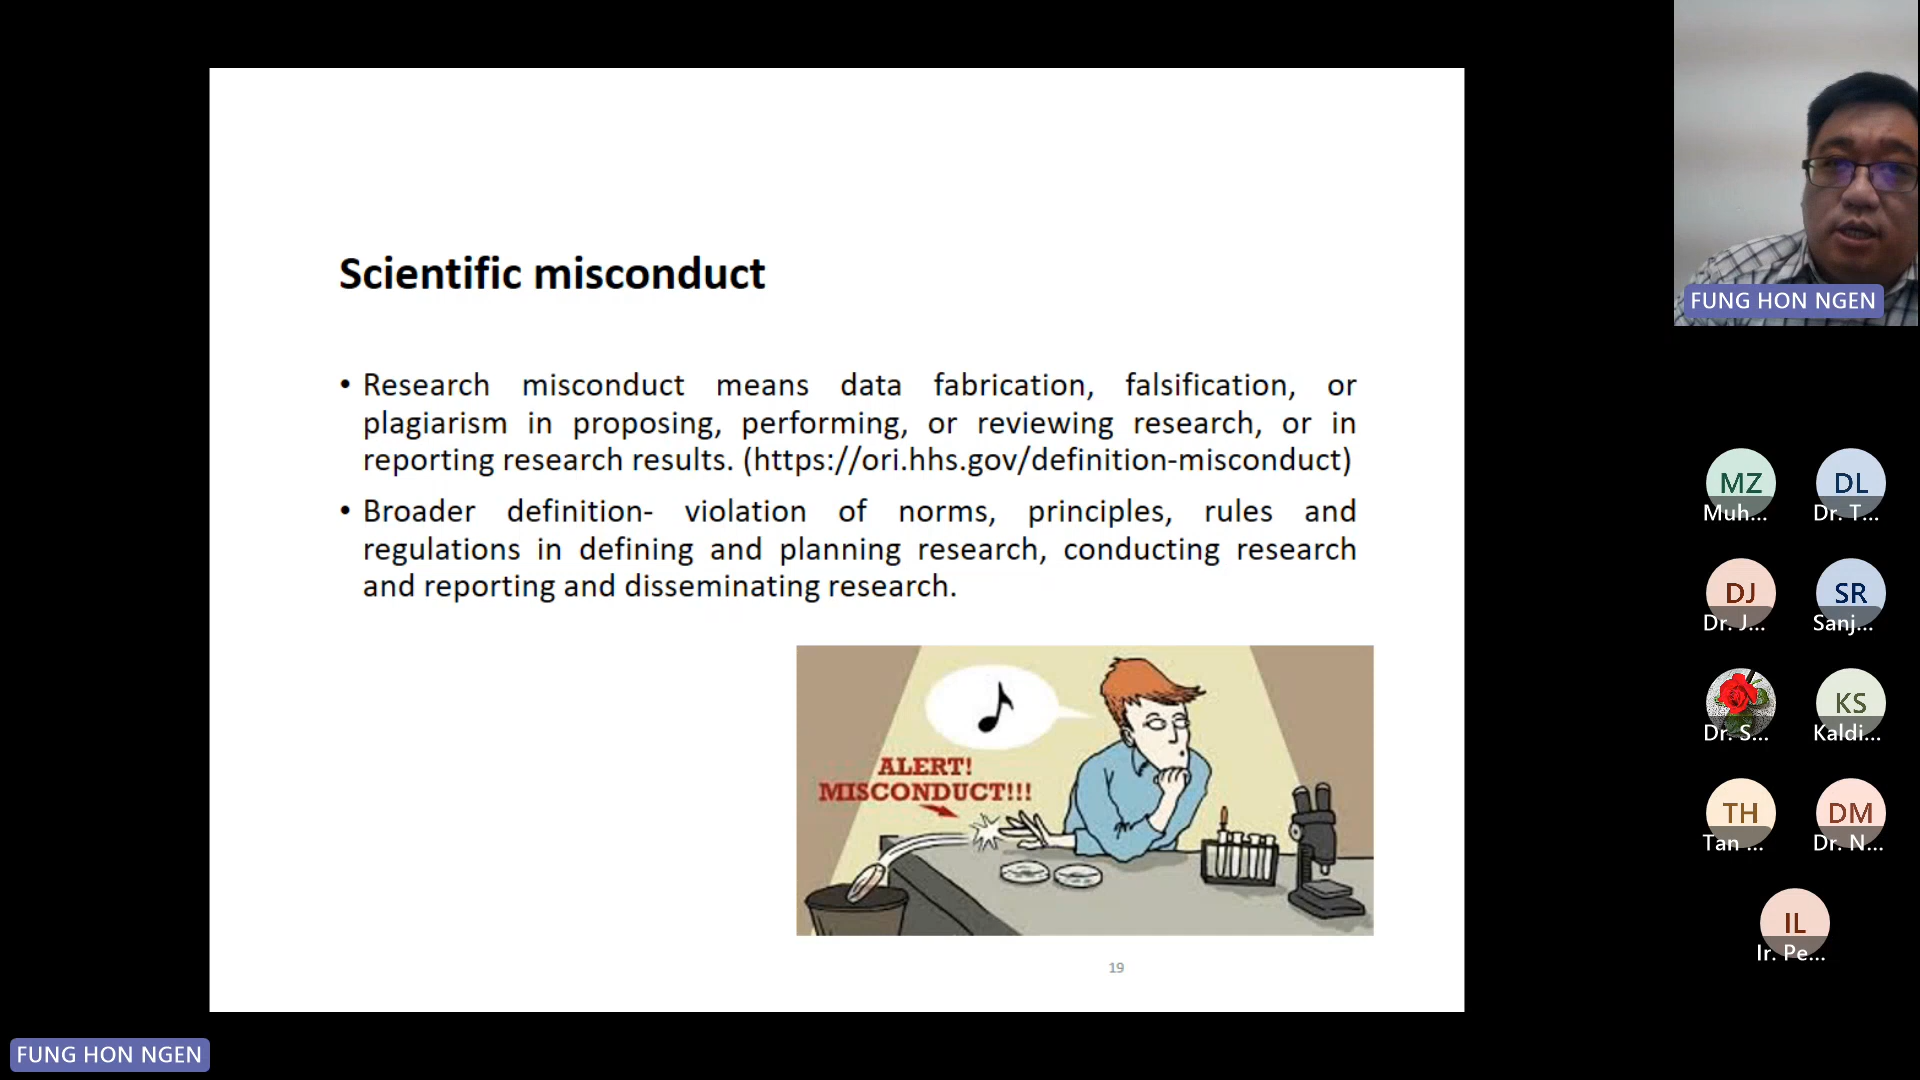 Scientific misconduct
• Research misconduct means data fabrication, falsification, or
plagiarism in proposing, performing, or reviewing research, or in
reporting research results. (https://ori.hhs.gov/definition-misconduct)
• Broader definition- violation of norms, principles, rules and
regulations in defining and planning research, conducting research
and reporting and disseminating research.
ALERT!
MISCONDUCT!!!
19
FUNG HON NGEN
FUNG HON NGEN
MZ
Muh...
DL
Dr. T...
DJ
Dr. J...
SR
Sanj...
Dr. S...
KS
Kaldi...
TH
Tan ...
DM
Dr. N...
IL
Ir. Pe...